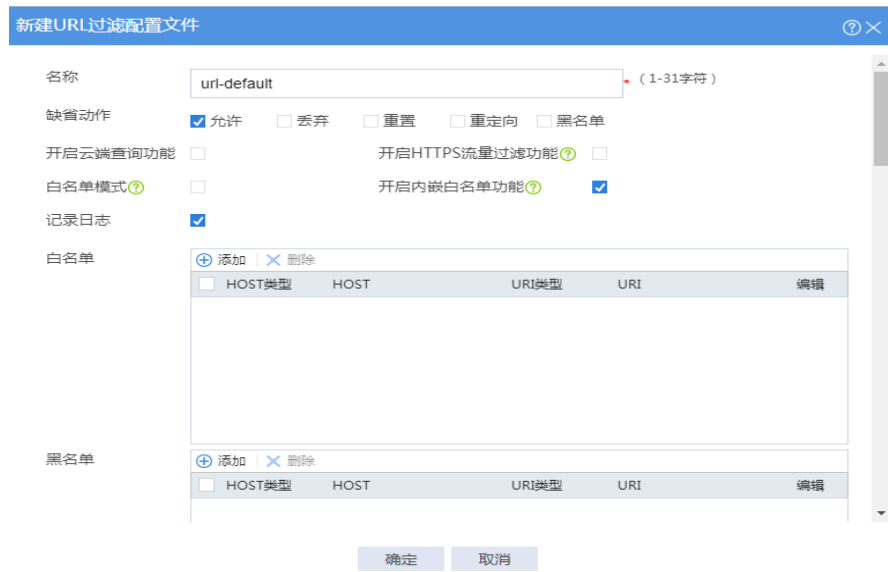 新建URL过滤配置文件
名称 url-default * （1-31字符）
缺省动作 允许 丢弃 重置 重定向 黑名单
开启云端查询功能 开启HTTPS流量过滤功能
白名单模式 开启内嵌白名单功能
记录日志
白名单 添加 删除
HOST类型 HOST URI类型 URI 编辑
黑名单 添加 删除
HOST类型 HOST URI类型 URI 编辑
确定 取消